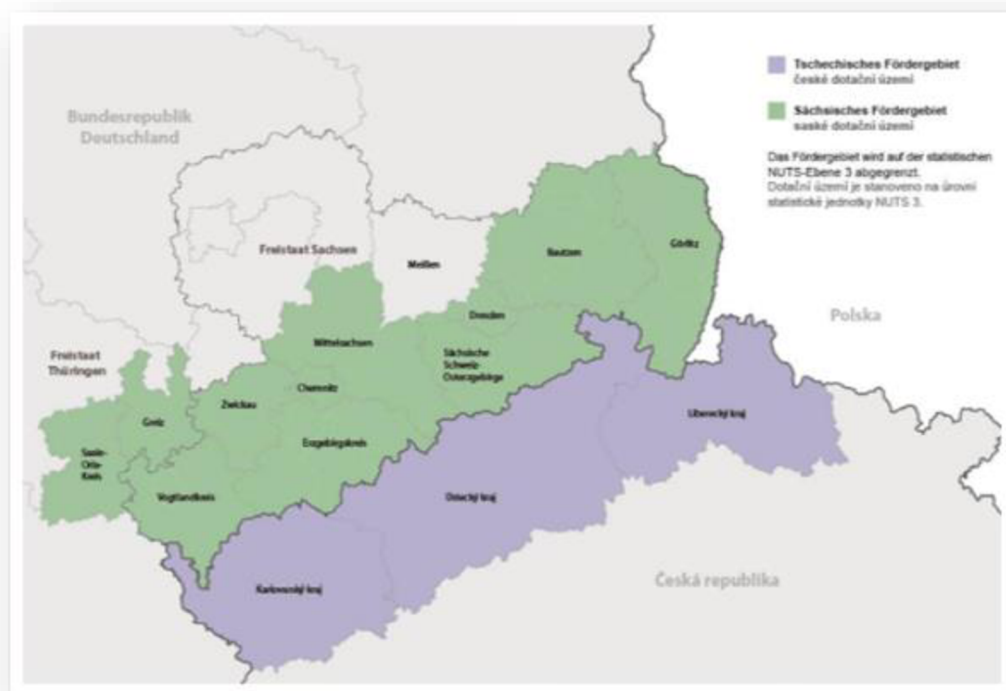 Tschechisches Fördergebiet
české dotační území
Sächsisches Fördergebiet
saské dotační území
Das Fördergebiet wird auf der statistischen
NUTS-Ebene 3 abgegrenzt.
Dotační území je stanoveno na úrovni
statistické jednotky NUTS 3.
Bundesrepublik
Deutschland
Freistaat Sachsen
Meißen
Bautzen
Görlitz
Polska
Dresden
Mittelsachsen
Sächsische
Schweiz-
Osterzgebirge
Freistaat
Thüringen
Chemnitz
Zwickau
Greiz
Erzgebirgskreis
Liberecký kraj
Saale-
Orla-
Kreis
Vogtlandkreis
Ústecký kraj
Karlovarský kraj
Česká republika